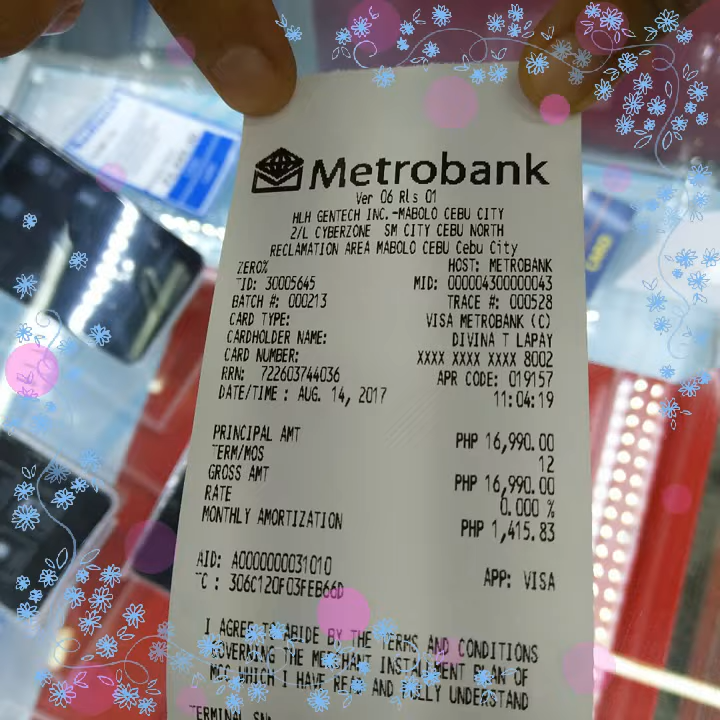 Metrobank
Ver 06 Rls 01
HLH GENTECH INC.-MABOLO CEBU CITY
2/L CYBERZONE SM CITY CEBU NORTH
RECLAMATION AREA MABOLO CEBU Cebu City
ZERO% HOST: METROBANK
TID: 30005645 MID: 000004300000043
BATCH #: 000213 TRACE #: 000528
CARD TYPE: VISA METROBANK (C)
CARDHOLDER NAME: DIVINA T LAPAY
CARD NUMBER: XXXX XXXX XXXX 8002
RRN: 722603744036 APR CODE: 019157
DATE/TIME : AUG. 14, 2017 11:04:19
PRINCIPAL AMT PHP 16,990.00
TERM/MOS 12
GROSS AMT PHP 16,990.00
RATE 0.000 %
MONTHLY AMORTIZATION PHP 1,415.83
AID: A0000000031010 APP: VISA
TC : 306C120F03FEB66D
I AGREE TO ABIDE BY THE TERMS AND CONDITIONS
GOVERNING THE MERCHANT INSTALLMENT PLAN OF
MCC WHICH I HAVE READ AND FULLY UNDERSTAND
TERMINAL
CARD